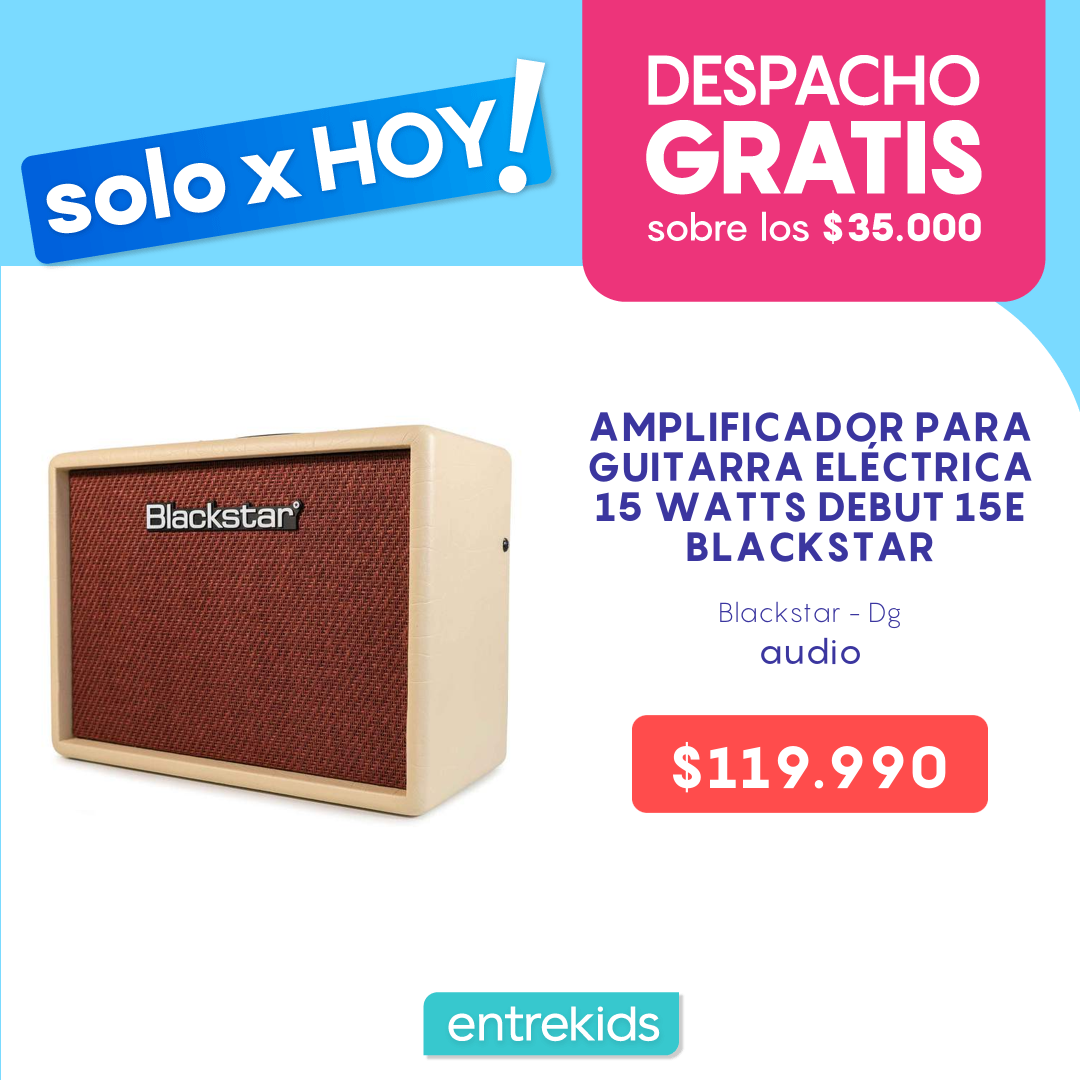 solo x HOY!
DESPACHO
GRATIS
sobre los $35.000
Blackstar
AMPLIFICADOR PARA
GUITARRA ELÉCTRICA
15 WATTS DEBUT 15E
BLACKSTAR
Blackstar - Dg
audio
$119.990
entrekids